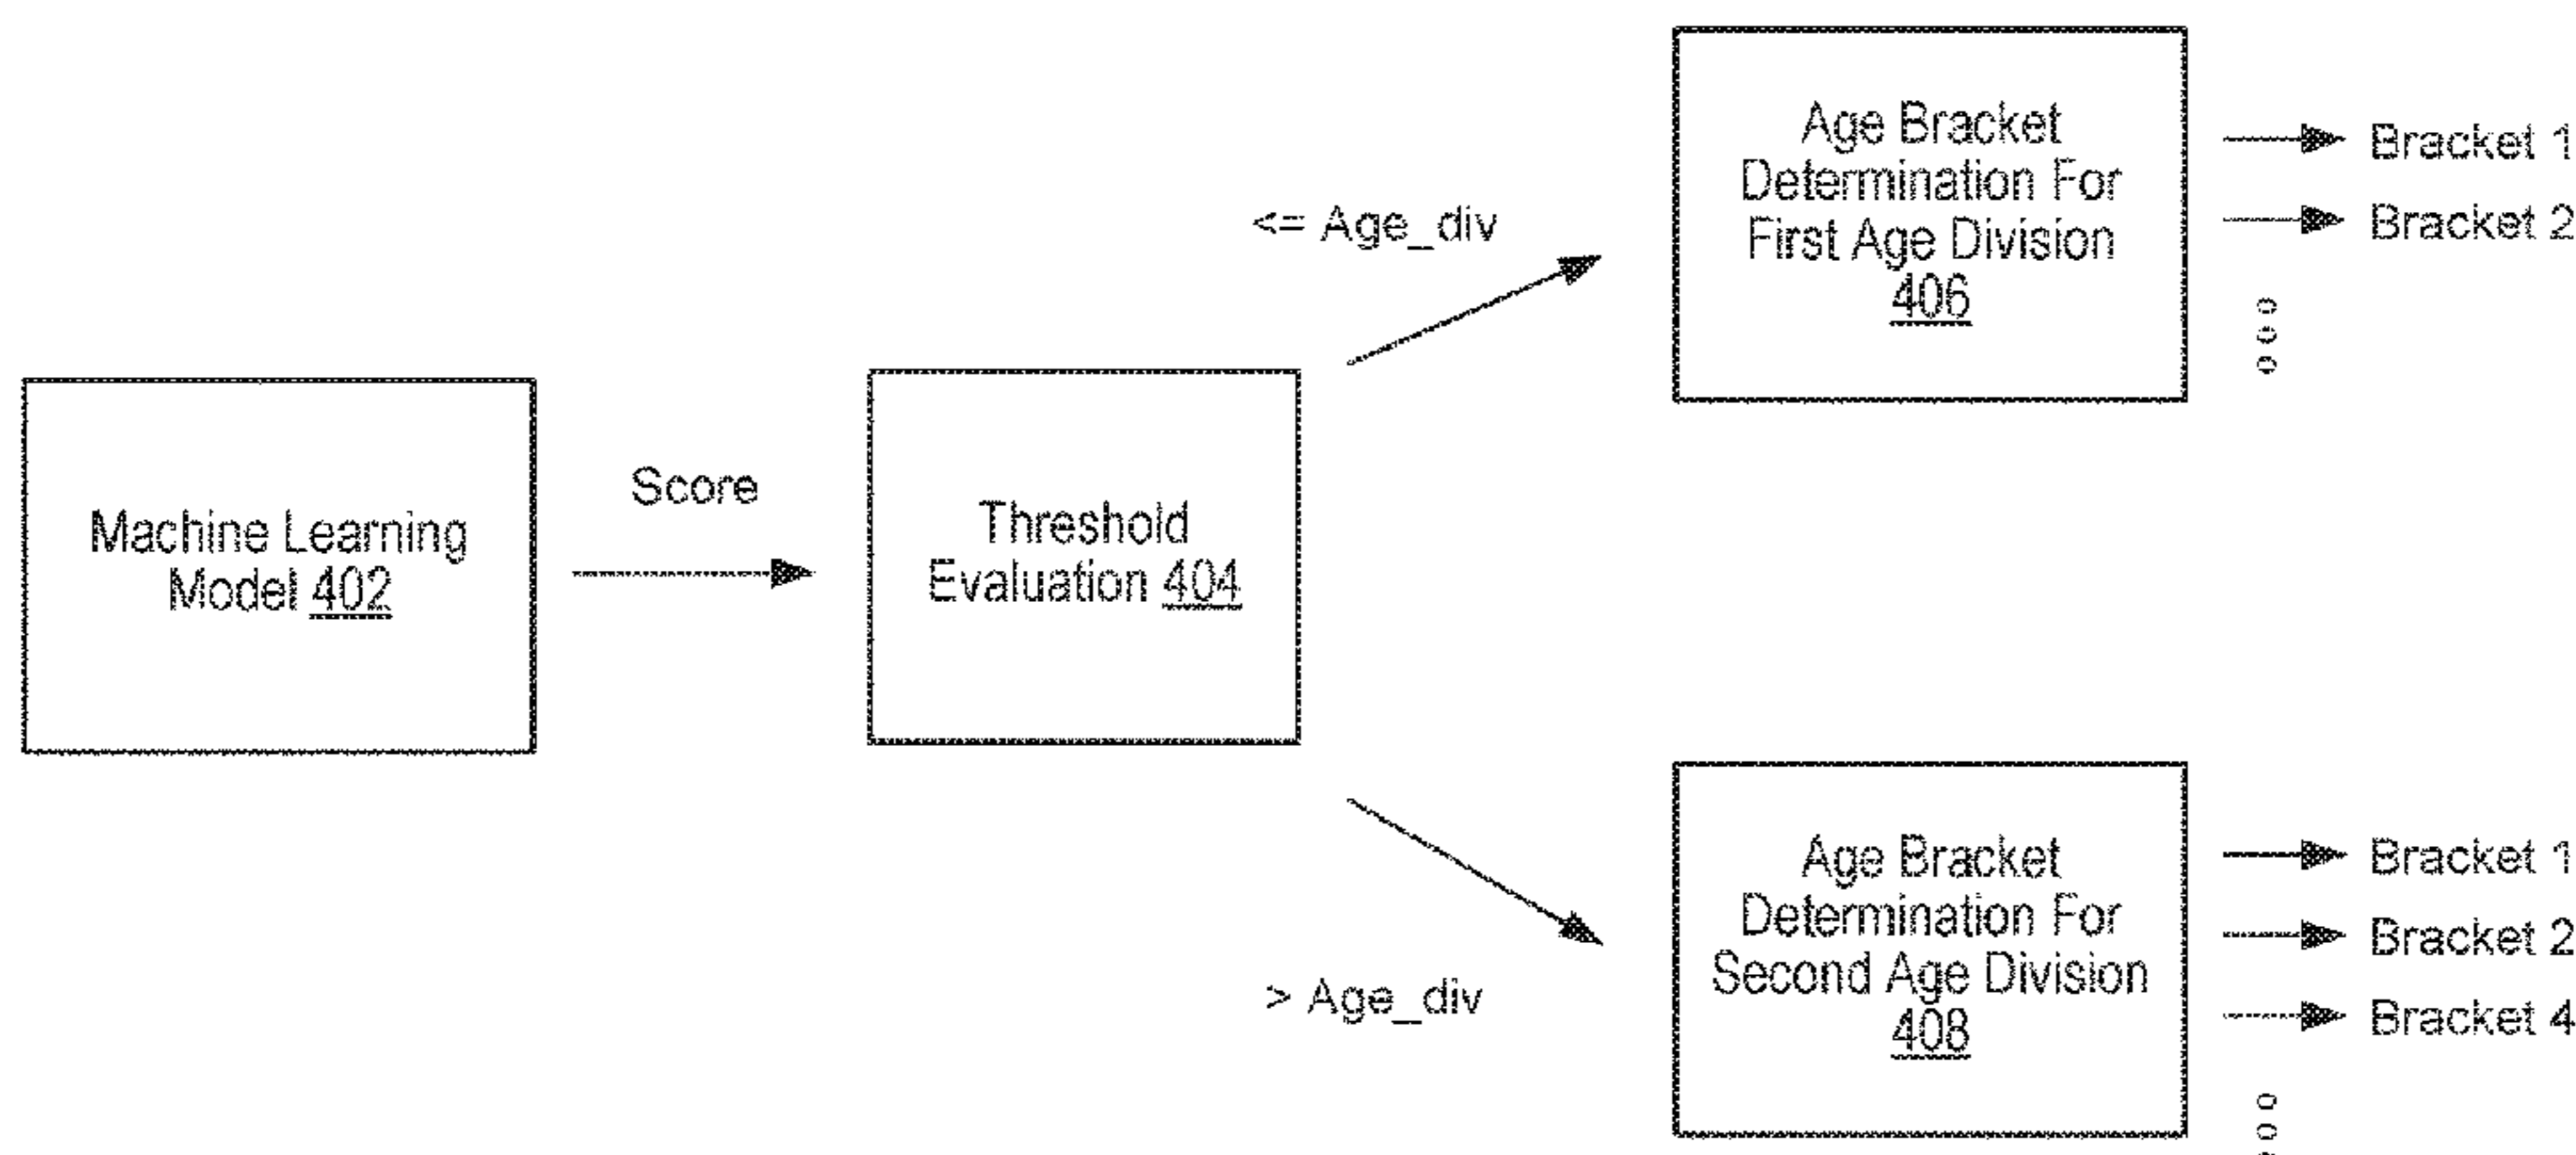 Machine Learning
Model 402
Score
Threshold
Evaluation 404
<= Age_div
> Age_div
Age Bracket
Determination For
First Age Division
406
Bracket 1
Bracket 2
Age Bracket
Determination For
Second Age Division
408
Bracket 1
Bracket 2
Bracket 4